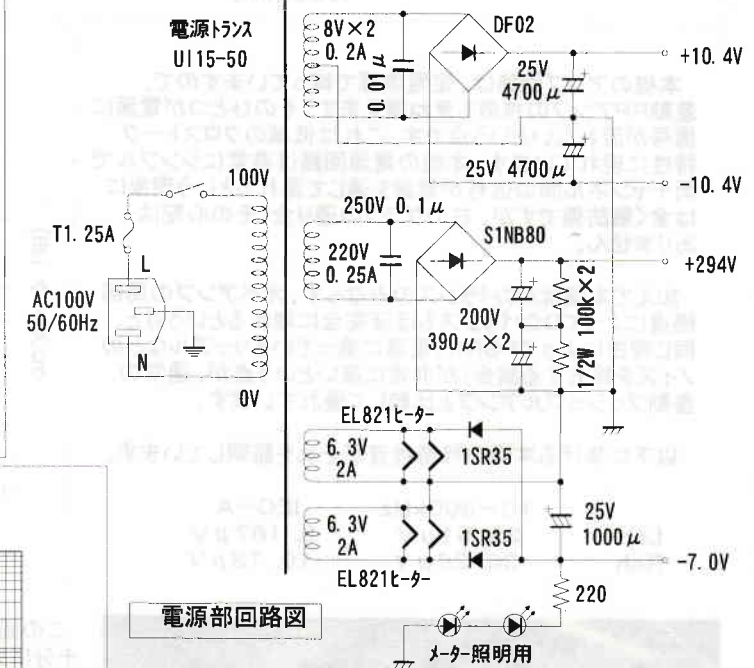 電源トランス
UI15-50
8V×2
0.2A
0.01μ
DF02
25V
4700μ
+10.4V
25V 4700μ
-10.4V
100V
T1.25A
L
AC100V
50/60Hz
N
0V
250V 0.1μ
220V
0.25A
S1NB80
200V
390μ×2
1/2W 100k×2
+294V
EL821ヒーター
6.3V
2A
1SR35
6.3V
2A
1SR35
EL821ヒーター
25V
1000μ
-7.0V
220
メーター照明用
電源部回路図